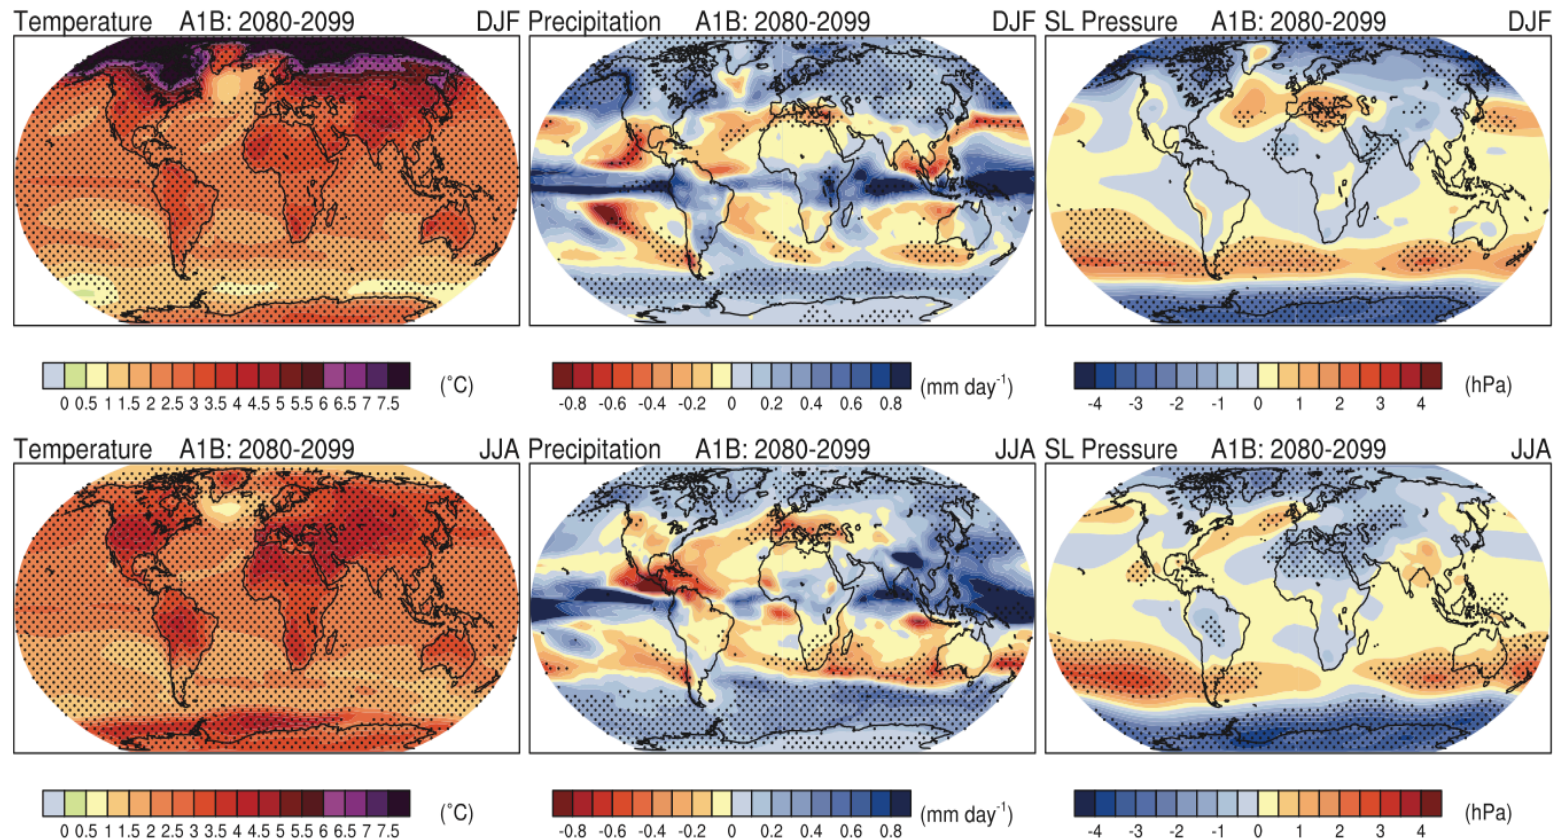 Temperature A1B: 2080-2099 DJF
Precipitation A1B: 2080-2099 DJF
SL Pressure A1B: 2080-2099 DJF
0 0.5 1 1.5 2 2.5 3 3.5 4 4.5 5 5.5 6 6.5 7 7.5 (°C)
-0.8 -0.6 -0.4 -0.2 0 0.2 0.4 0.6 0.8 (mm day⁻¹)
-4 -3 -2 -1 0 1 2 3 4 (hPa)
Temperature A1B: 2080-2099 JJA
Precipitation A1B: 2080-2099 JJA
SL Pressure A1B: 2080-2099 JJA
0 0.5 1 1.5 2 2.5 3 3.5 4 4.5 5 5.5 6 6.5 7 7.5 (°C)
-0.8 -0.6 -0.4 -0.2 0 0.2 0.4 0.6 0.8 (mm day⁻¹)
-4 -3 -2 -1 0 1 2 3 4 (hPa)